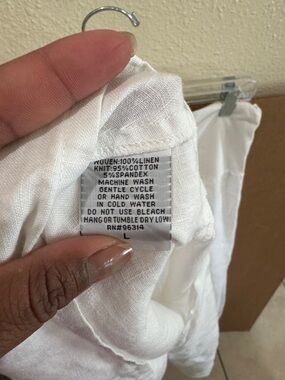 WOVEN:100%LINEN
KNIT:95%COTTON
5%SPANDEX
MACHINE WASH
GENTLE CYCLE
OR HAND WASH
IN COLD WATER
DO NOT USE BLEACH
HANG OR TUMBLE DRY LOW
RN#96314
L